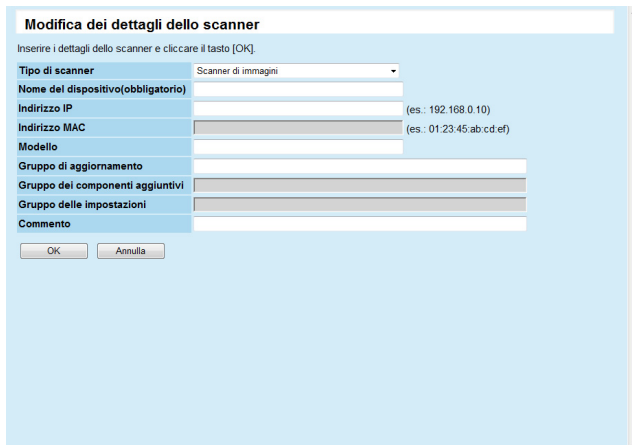 Modifica dei dettagli dello scanner
Inserire i dettagli dello scanner e cliccare il tasto [OK].
Tipo di scanner Scanner di immagini
Nome del dispositivo(obbligatorio)
Indirizzo IP (es.: 192.168.0.10)
Indirizzo MAC (es.: 01:23:45:ab:cd:ef)
Modello
Gruppo di aggiornamento
Gruppo dei componenti aggiuntivi
Gruppo delle impostazioni
Commento
OK Annulla